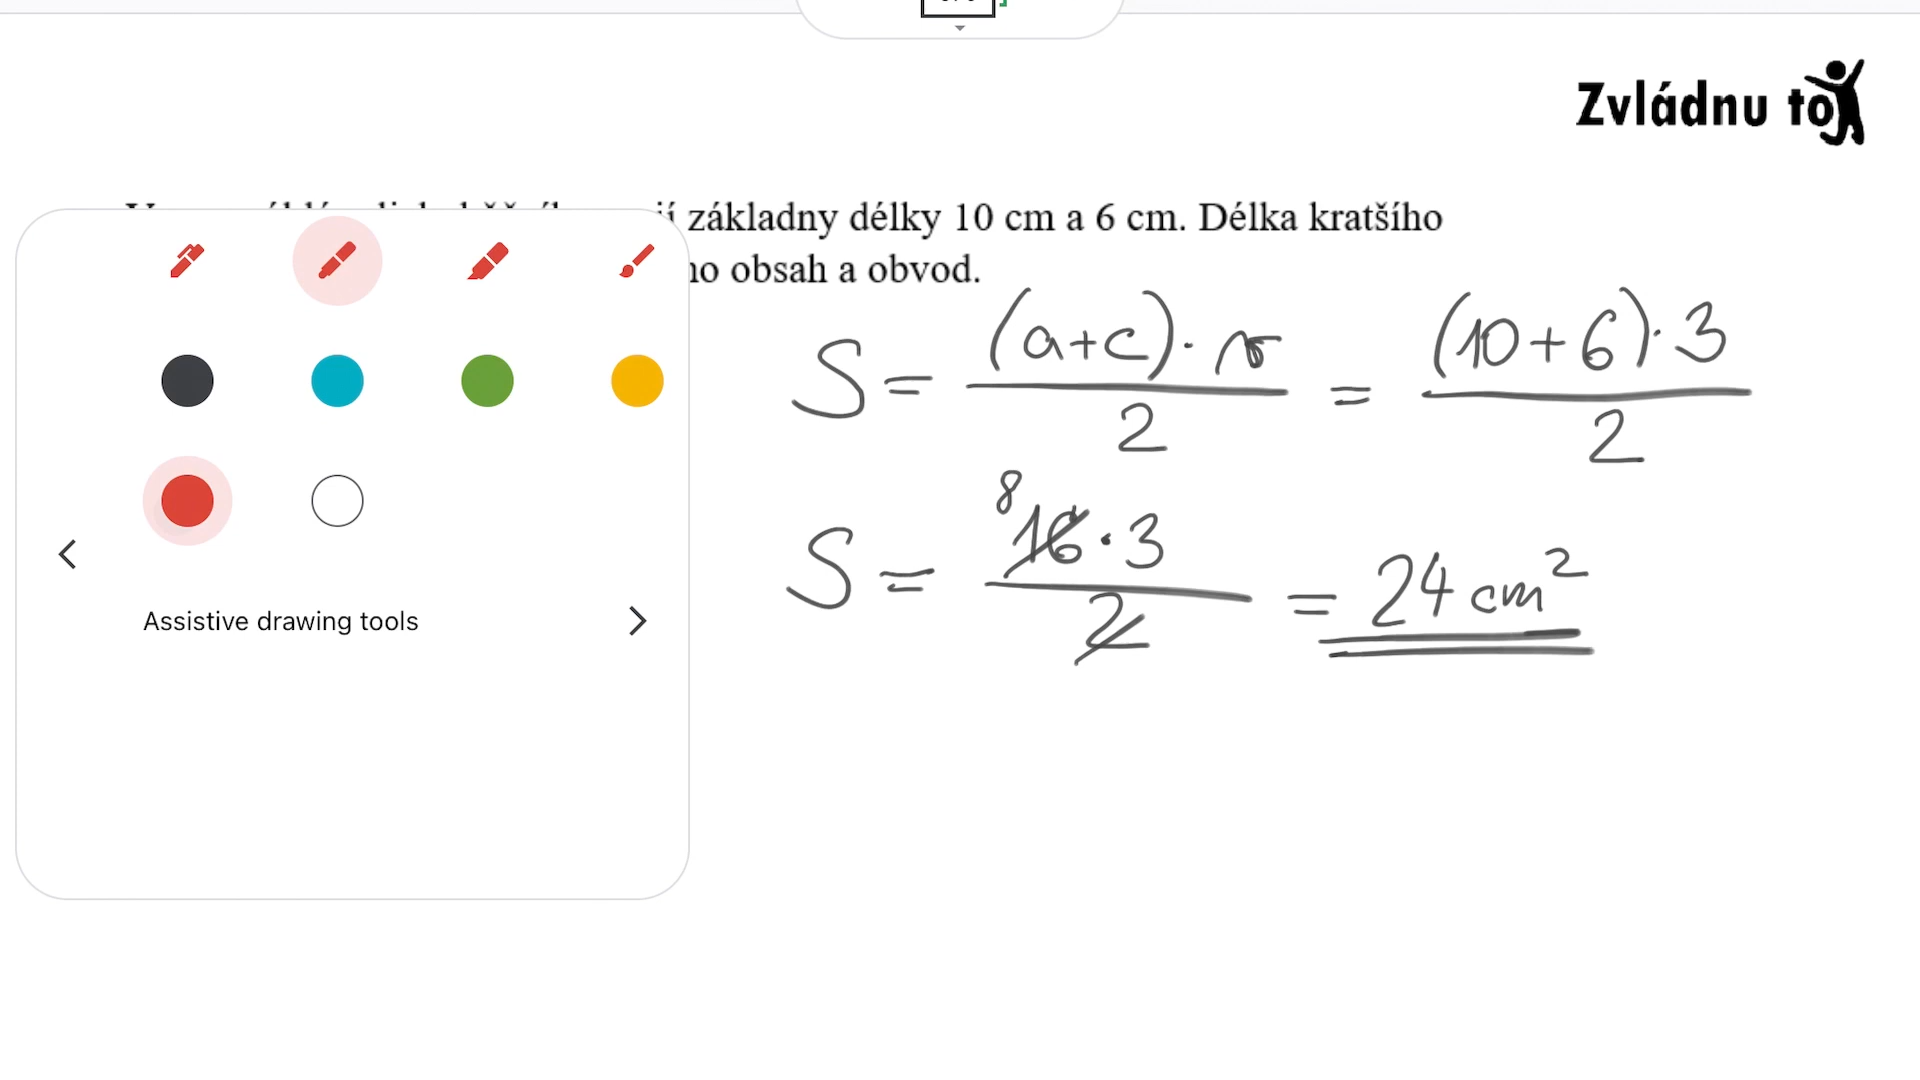 Zvládnu to
základny délky 10 cm a 6 cm. Délka kratšího
obsah a obvod.
S = (a+c)·v / 2 = (10+6)·3 / 2
8
S = 16·3 / 2 = 24 cm²
Assistive drawing tools